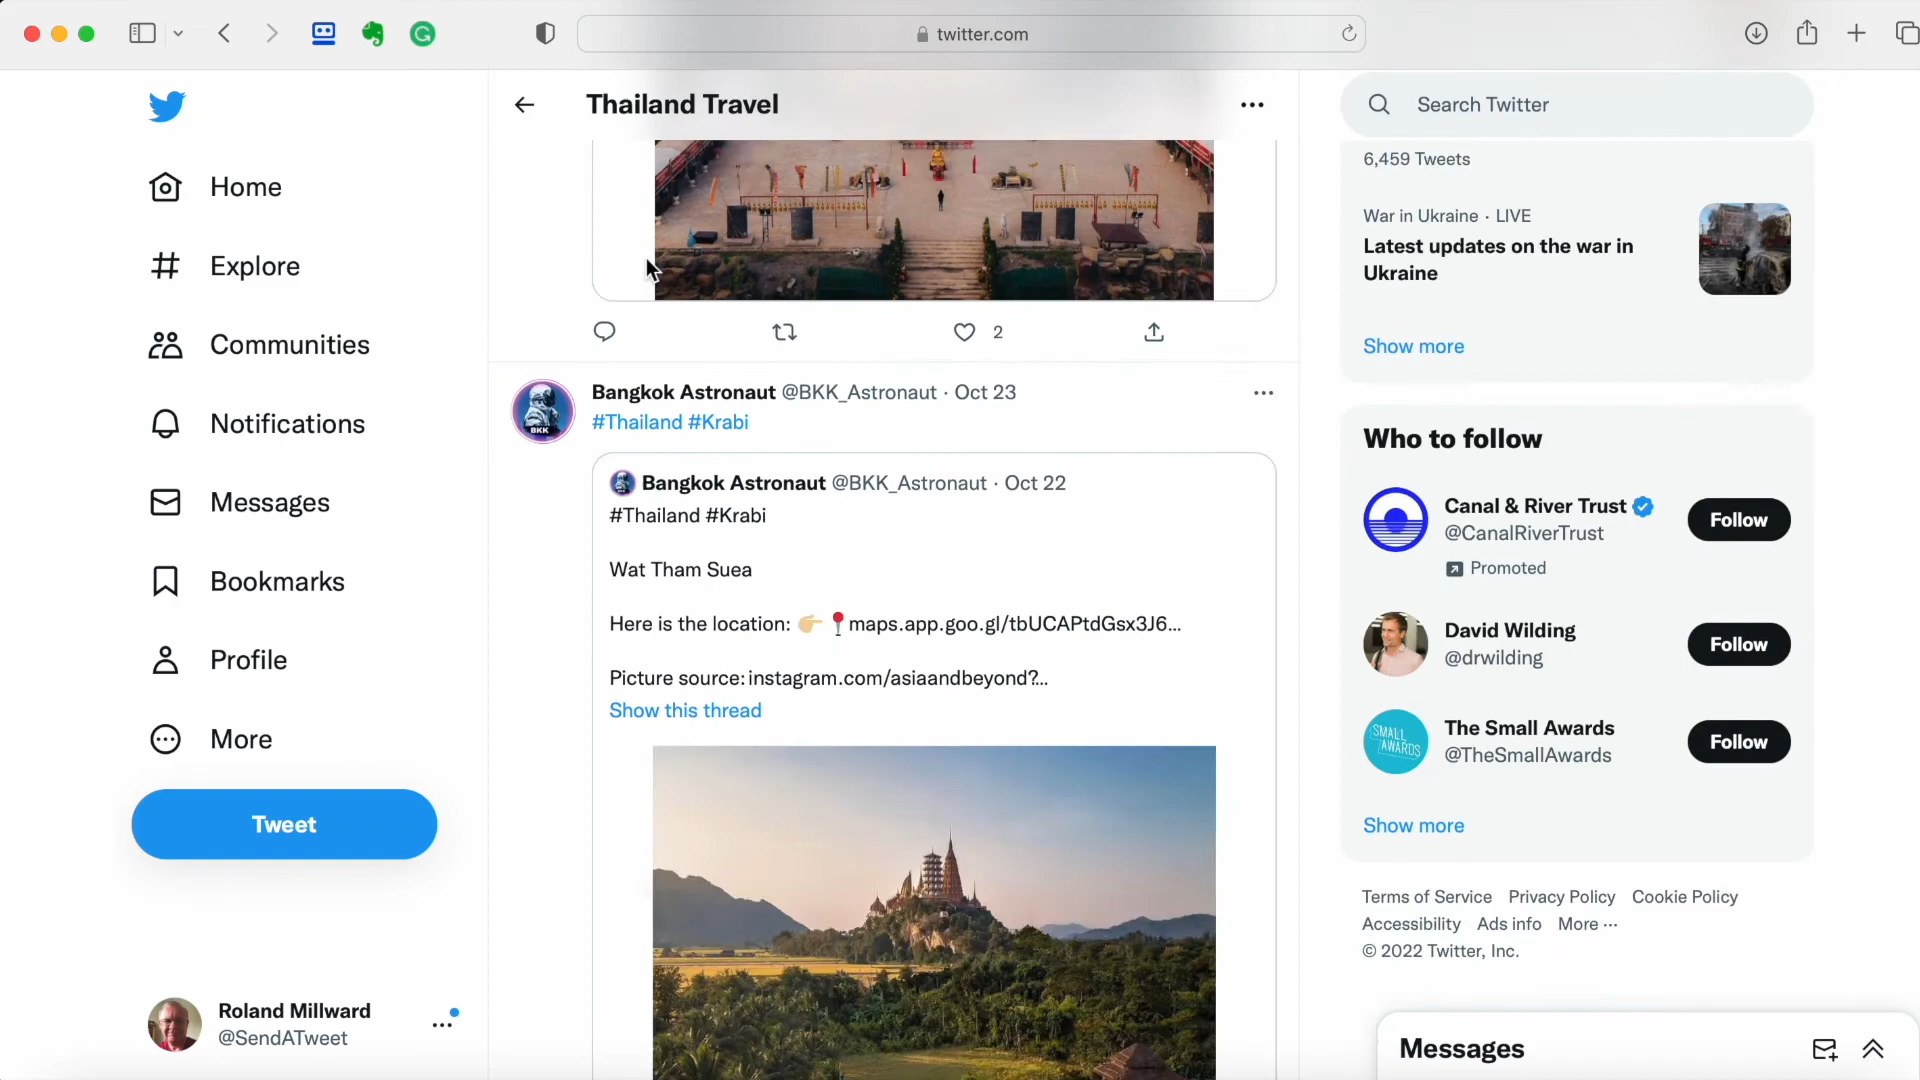 twitter.com
Thailand Travel
Search Twitter
Home
Explore
Communities
Notifications
Messages
Bookmarks
Profile
More
Tweet
Roland Millward
@SendATweet
2
Bangkok Astronaut @BKK_Astronaut · Oct 23
#Thailand #Krabi
BKK
Bangkok Astronaut @BKK_Astronaut · Oct 22
#Thailand #Krabi
Wat Tham Suea
Here is the location: 👉🏼 📍maps.app.goo.gl/tbUCAPtdGsx3J6…
Picture source: instagram.com/asiaandbeyond?…
Show this thread
6,459 Tweets
War in Ukraine · LIVE
Latest updates on the war in
Ukraine
Show more
Who to follow
Canal & River Trust
@CanalRiverTrust
Promoted
Follow
David Wilding
@drwilding
Follow
SMALL
AWARDS
The Small Awards
@TheSmallAwards
Follow
Show more
Terms of Service Privacy Policy Cookie Policy
Accessibility Ads info More ···
© 2022 Twitter, Inc.
Messages